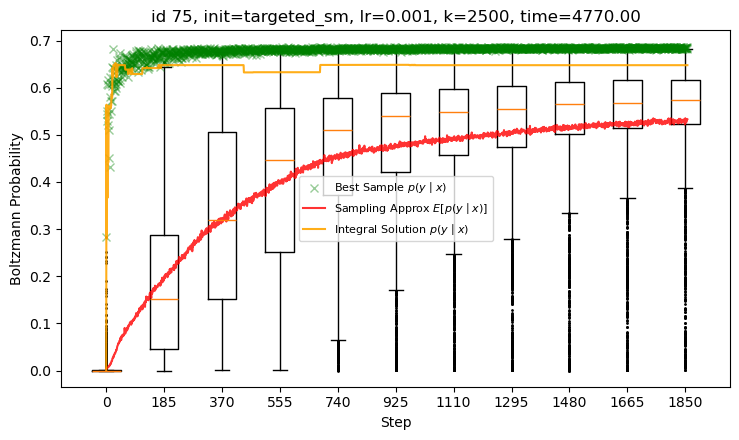 id 75, init=targeted_sm, lr=0.001, k=2500, time=4770.00
Boltzmann Probability
0.7
0.6
0.5
0.4
0.3
0.2
0.1
0.0
Best Sample p(y | x)
Sampling Approx E[p(y | x)]
Integral Solution p(y | x)
0 185 370 555 740 925 1110 1295 1480 1665 1850
Step